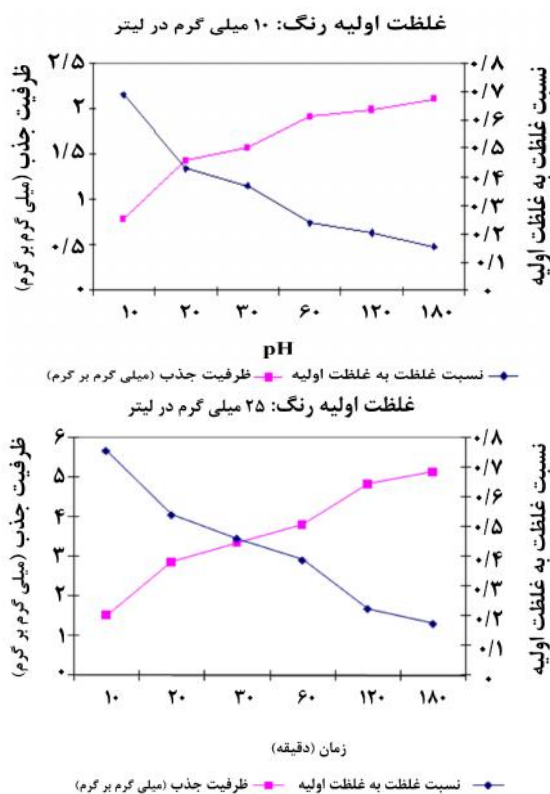 غلظت اولیه رنگ: ۱۰ میلی گرم در لیتر
نسبت غلظت به غلظت اولیه
۰/۸
۰/۷
۰/۶
۰/۵
۰/۴
۰/۳
۰/۲
۰/۱
۰
ظرفیت جذب (میلی گرم بر گرم)
۲/۵
۲
۱/۵
۱
۰/۵
۱۰ ۲۰ ۳۰ ۶۰ ۱۲۰ ۱۸۰
pH
نسبت غلظت به غلظت اولیه ظرفیت جذب (میلی گرم بر گرم)
غلظت اولیه رنگ: ۲۵ میلی گرم در لیتر
نسبت غلظت به غلظت اولیه
۰/۸
۰/۷
۰/۶
۰/۵
۰/۴
۰/۳
۰/۲
۰/۱
۰
ظرفیت جذب (میلی گرم بر گرم)
۶
۵
۴
۳
۲
۱
۰
۱۰ ۲۰ ۳۰ ۶۰ ۱۲۰ ۱۸۰
زمان (دقیقه)
نسبت غلظت به غلظت اولیه ظرفیت جذب (میلی گرم بر گرم)